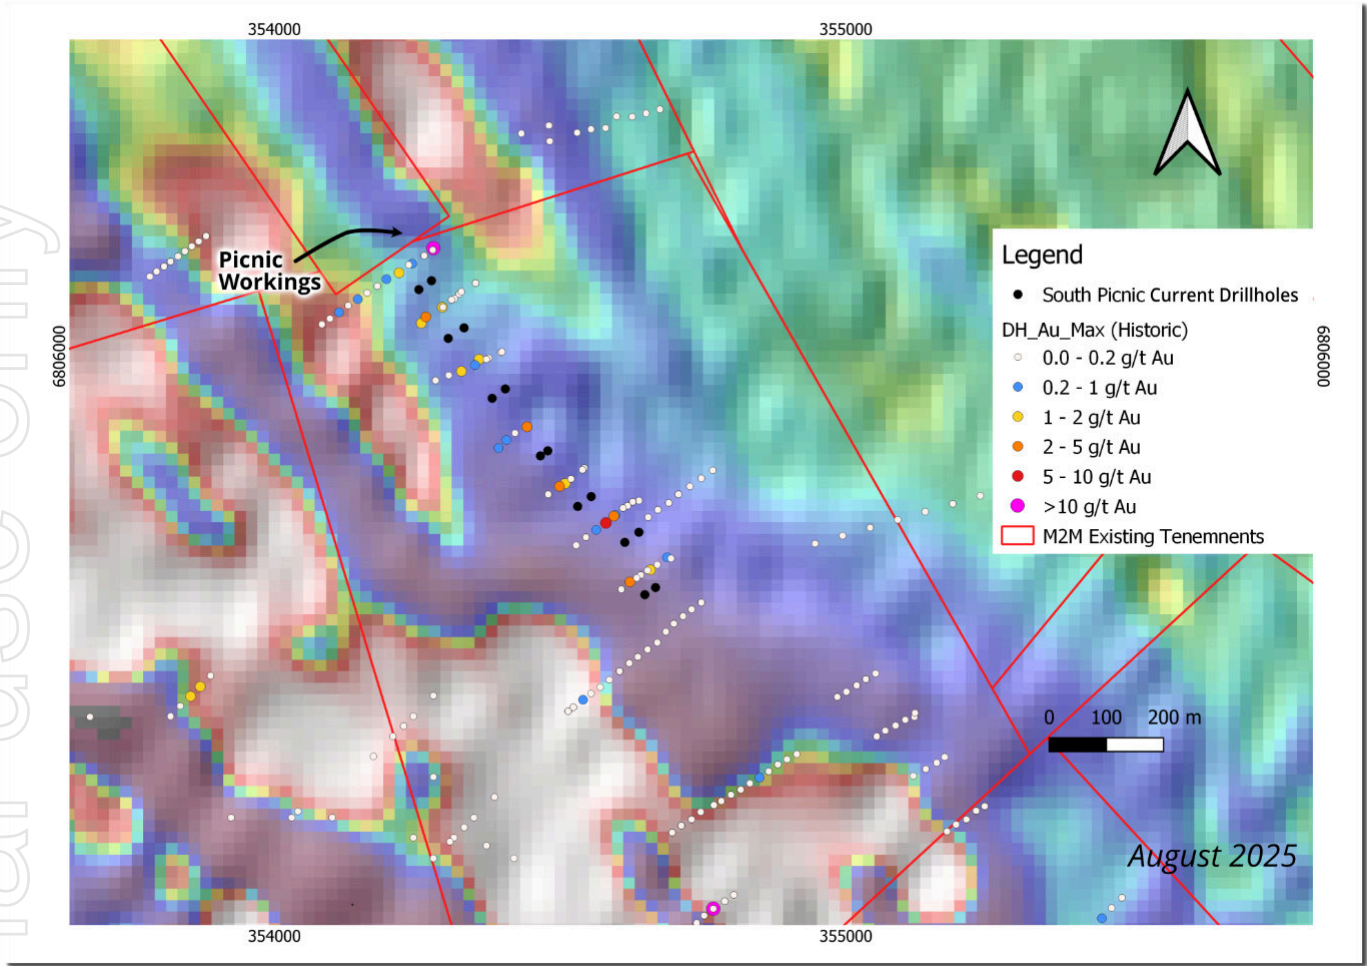 354000
355000
Picnic
Workings
6806000
6806000
Legend
South Picnic Current Drillholes
DH_Au_Max (Historic)
0.0 - 0.2 g/t Au
0.2 - 1 g/t Au
1 - 2 g/t Au
2 - 5 g/t Au
5 - 10 g/t Au
>10 g/t Au
M2M Existing Tenemnents
0
100
200 m
August 2025
354000
355000